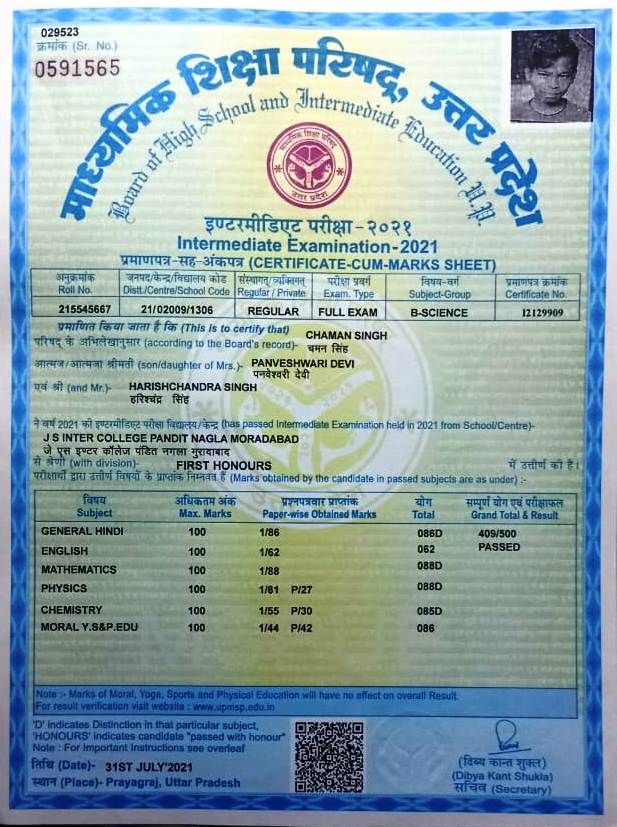 029523
क्रमांक (Sr. No.)
0591565
माध्यमिक शिक्षा परिषद्, उत्तर प्रदेश
Board of High School and Intermediate Education U.P.
माध्यमिक शिक्षा परिषद्
उत्तर प्रदेश
इण्टरमीडिएट परीक्षा-२०२१
Intermediate Examination-2021
प्रमाणपत्र-सह-अंकपत्र (CERTIFICATE-CUM-MARKS SHEET)
अनुक्रमांक जनपद/केन्द्र/विद्यालय कोड संस्थागत/व्यक्तिगत परीक्षा प्रवर्ग विषय-वर्ग प्रमाणपत्र क्रमांक
Roll No. Distt./Centre/School Code Regular / Private Exam. Type Subject-Group Certificate No.
215545667 21/02009/1306 REGULAR FULL EXAM B-SCIENCE 12129909
प्रमाणित किया जाता है कि (This is to certify that)
CHAMAN SINGH
परिषद् के अभिलेखानुसार (according to the Board's record)- चमन सिंह
आत्मज/आत्मजा श्रीमती (son/daughter of Mrs.)- PANVESHWARI DEVI
पनवेश्वरी देवी
एवं श्री (and Mr.)- HARISHCHANDRA SINGH
हरिश्चंद्र सिंह
ने वर्ष 2021 की इण्टरमीडिएट परीक्षा विद्यालय/केन्द्र (has passed Intermediate Examination held in 2021 from School/Centre)-
J S INTER COLLEGE PANDIT NAGLA MORADABAD
जे एस इण्टर कॉलेज पंडित नगला मुरादाबाद
से श्रेणी (with division)- FIRST HONOURS में उत्तीर्ण की है।
परीक्षार्थी द्वारा उत्तीर्ण विषयों के प्राप्तांक निम्नवत् हैं (Marks obtained by the candidate in passed subjects are as under) :-
विषय अधिकतम अंक प्रश्नपत्रवार प्राप्तांक योग सम्पूर्ण योग एवं परीक्षाफल
Subject Max. Marks Paper-wise Obtained Marks Total Grand Total & Result
GENERAL HINDI 100 1/86 086D 409/500
ENGLISH 100 1/62 062 PASSED
MATHEMATICS 100 1/88 088D
PHYSICS 100 1/61 P/27 088D
CHEMISTRY 100 1/55 P/30 085D
MORAL Y.S&P.EDU 100 1/44 P/42 086
Note :- Marks of Moral, Yoga, Sports and Physical Education will have no effect on overall Result.
For result verification visit website : www.upmsp.edu.in
'D' indicates Distinction in that particular subject,
'HONOURS' indicates candidate "passed with honour"
Note : For Important Instructions see overleaf
तिथि (Date)- 31ST JULY'2021
स्थान (Place)- Prayagraj, Uttar Pradesh
(दिब्य कान्त शुक्ल)
(Dibya Kant Shukla)
सचिव (Secretary)